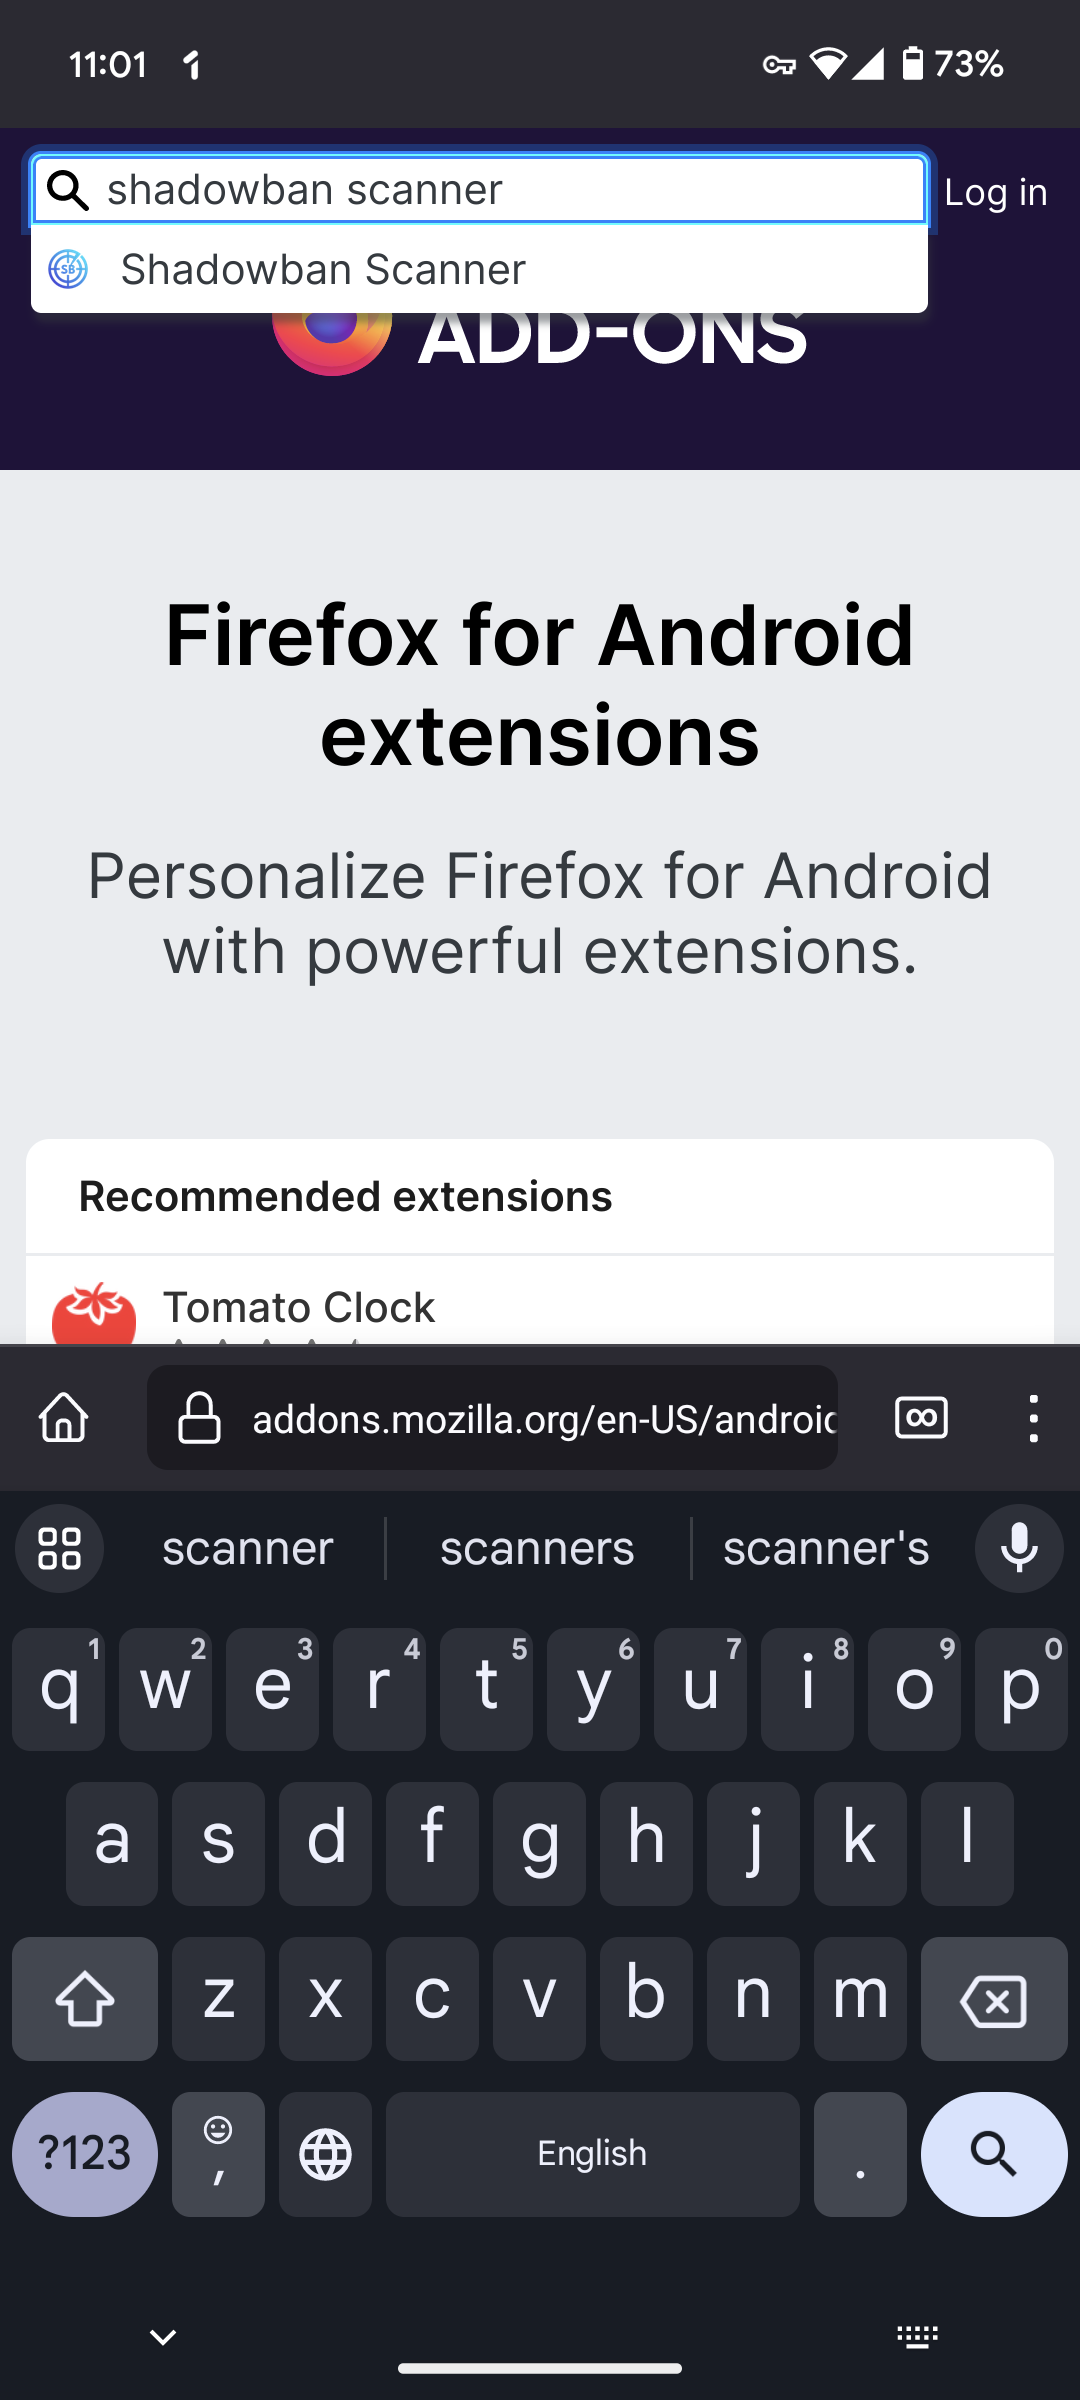 11:01 73%
shadowban scanner Log in
Shadowban Scanner
ADD-ONS
Firefox for Android
extensions
Personalize Firefox for Android
with powerful extensions.
Recommended extensions
Tomato Clock
addons.mozilla.org/en-US/android
scanner scanners scanner's
q1 w2 e3 r4 t5 y6 u7 i8 o9 p0
a s d f g h j k l
z x c v b n m
?123 , English .